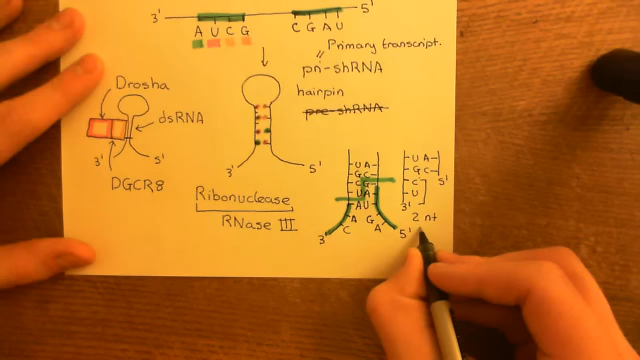 3' 5'
A U C G C G A U
Primary transcript.
pri-shRNA
hairpin
pre-shRNA
Drosha
dsRNA
3' 5'
DGCR8
3' 5'
Ribonuclease
RNase III
U A
G C
C G
U A
A U
A G
C A
3' 5'
U A
G C
C 5'
U
3'
2 nt